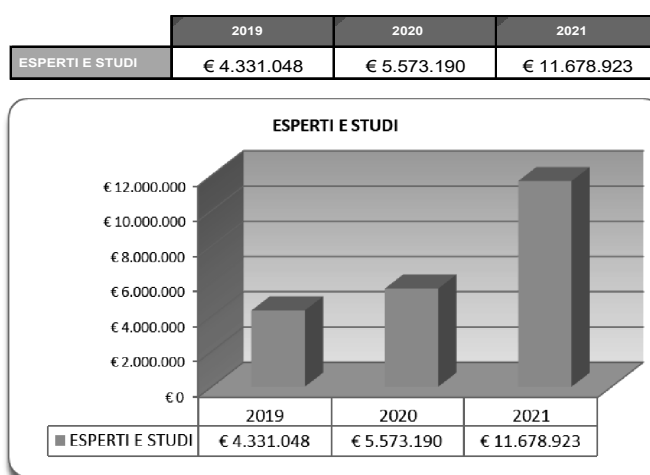 2019 2020 2021
ESPERTI E STUDI € 4.331.048 € 5.573.190 € 11.678.923
ESPERTI E STUDI
€ 12.000.000
€ 10.000.000
€ 8.000.000
€ 6.000.000
€ 4.000.000
€ 2.000.000
€ 0
2019 2020 2021
ESPERTI E STUDI € 4.331.048 € 5.573.190 € 11.678.923